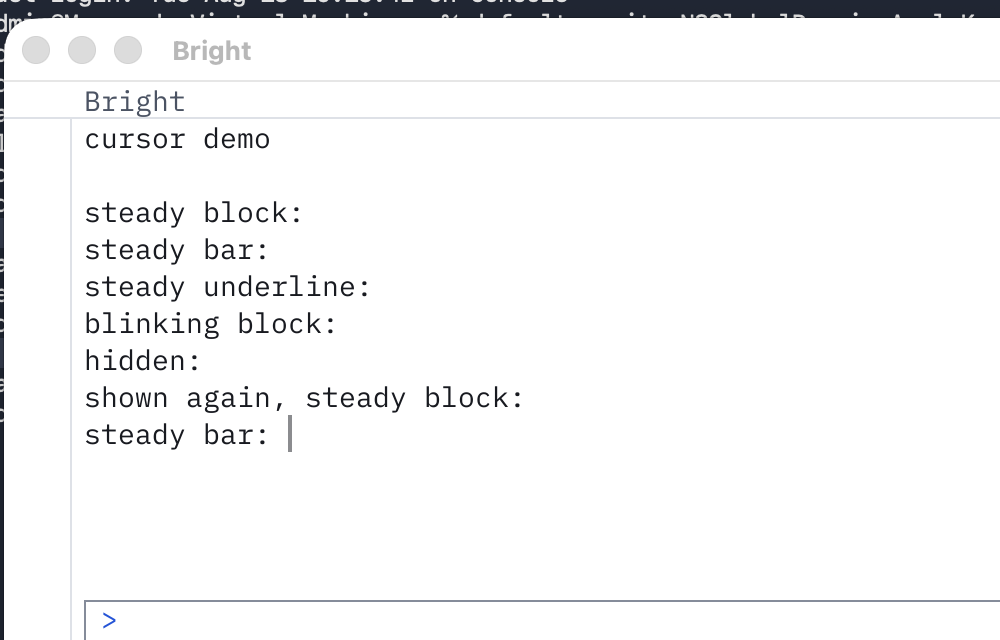 Bright
Bright
cursor demo
steady block:
steady bar:
steady underline:
blinking block:
hidden:
shown again, steady block:
steady bar:
>